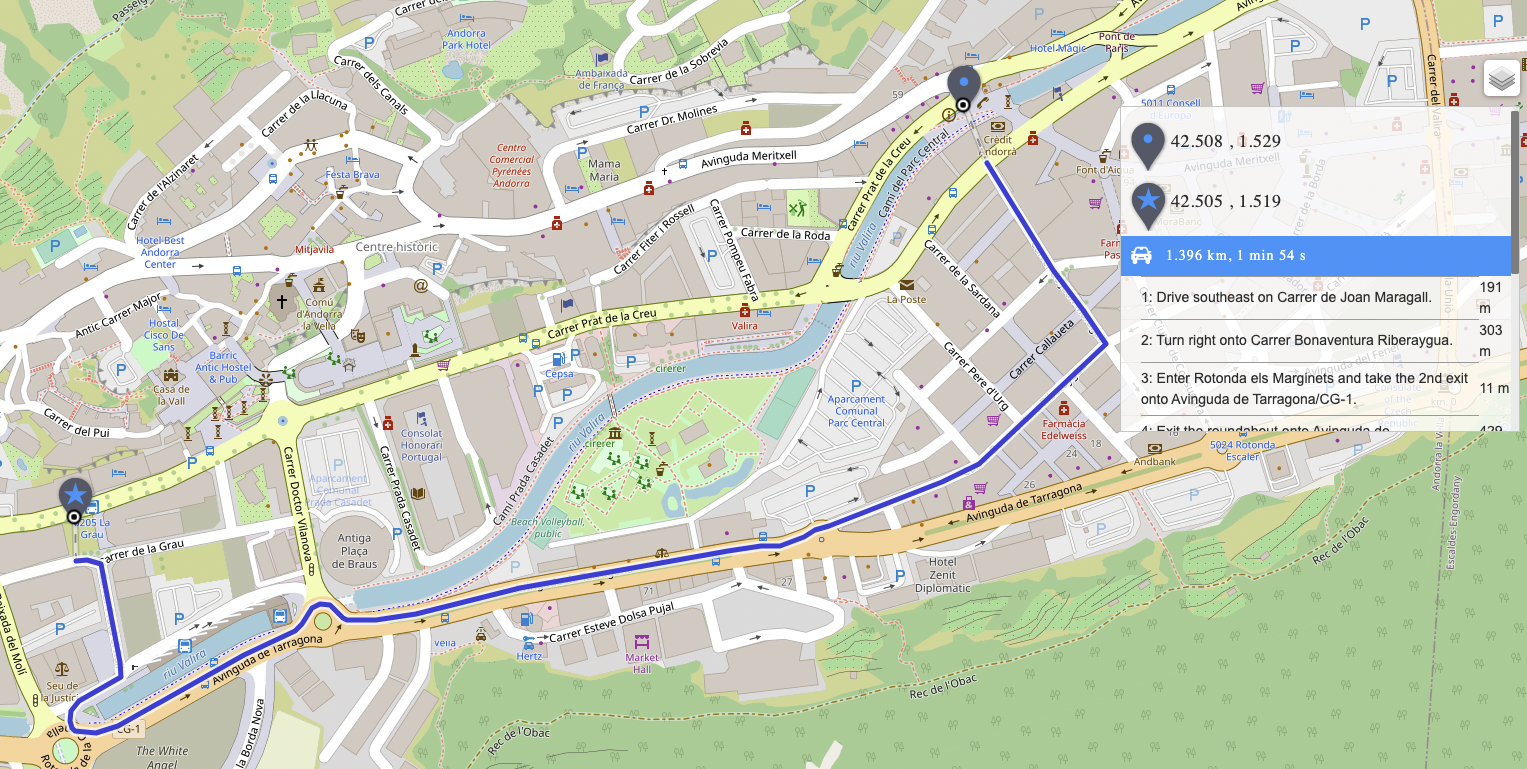 Passeig
Carrer de
Andorra
Park Hotel
Ambaixada
de França
Carrer de la Sobrevia
Carrer dels Canals
Carrer de la Llacuna
Carrer de l'Alzinaret
Festa Brava
Centro
Comercial
Pyrénées
Andorra
Carrer Dr. Molines
Mama
Maria
Avinguda Meritxell
59
Hotel Màgic
Pont de
París
Carrer Prat de la Creu
Camí del Parc Central
riu Valira
Crèdit
Andorra
5011 Consell
d'Europa
Avinguda Meritxell
Carrer del Valira
Hotel Best
Andorra
Center
Mitjavila
Centre històric
Carrer Fiter i Rossell
Carrer Pompeu Fabra
Carrer de la Roda
Carrer de la Sardana
La Poste
Comú
d'Andorra
la Vella
Antic Carrer Major
Hostal
Cisco De
Sans
Barric
Antic Hostel
& Pub
Casa de
la Vall
Carrer del Pui
Carrer Prat de la Creu
Valira
Cepsa
cirerer
Carrer Callaueta
Carrer Pere d'Urg
Aparcament
Comunal
Parc Central
Farmàcia
Edelweiss
18
24
26
Andbank
5024 Rotonda
Escaler
42.508 , 1.529
42.505 , 1.519
1.396 km, 1 min 54 s
1: Drive southeast on Carrer de Joan Maragall.
191 m
2: Turn right onto Carrer Bonaventura Riberaygua.
303 m
3: Enter Rotonda els Marginets and take the 2nd exit
onto Avinguda de Tarragona/CG-1.
11 m
4: Exit the roundabout onto Avinguda de
429
Consolat
Honorari
Portugal
Aparcament
Comunal
Prada Casadet
Carrer Doctor Vilanova
Carrer Prada Casadet
Camí Prada Casadet
riu Valira
cirerer
Beach Volleyball,
public
Antiga
Plaça
de Braus
205 La
Grau
Carrer de la Grau
Avinguda de Tarragona
Hotel
Zenit
Diplomatic
27
71
Carrer Esteve Dolsa Pujal
Hertz
Market
Hall
vella
Avinguda de Tarragona
riu Valira
Seu de
la Justícia
CG-1
The White
Angel
la Borda Nova
Rec de l'Obac
Rec de l'Obac
Rec de l'Obac
Escaldes-Engordany